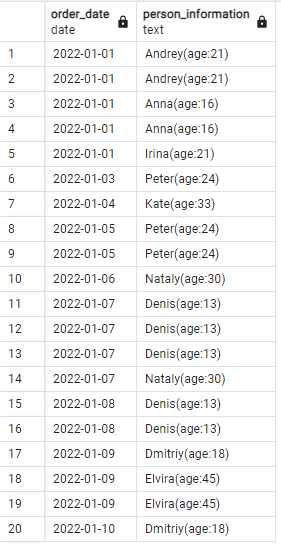 order_date person_information
date text
1 2022-01-01 Andrey(age:21)
2 2022-01-01 Andrey(age:21)
3 2022-01-01 Anna(age:16)
4 2022-01-01 Anna(age:16)
5 2022-01-01 Irina(age:21)
6 2022-01-03 Peter(age:24)
7 2022-01-04 Kate(age:33)
8 2022-01-05 Peter(age:24)
9 2022-01-05 Peter(age:24)
10 2022-01-06 Nataly(age:30)
11 2022-01-07 Denis(age:13)
12 2022-01-07 Denis(age:13)
13 2022-01-07 Denis(age:13)
14 2022-01-07 Nataly(age:30)
15 2022-01-08 Denis(age:13)
16 2022-01-08 Denis(age:13)
17 2022-01-09 Dmitriy(age:18)
18 2022-01-09 Elvira(age:45)
19 2022-01-09 Elvira(age:45)
20 2022-01-10 Dmitriy(age:18)